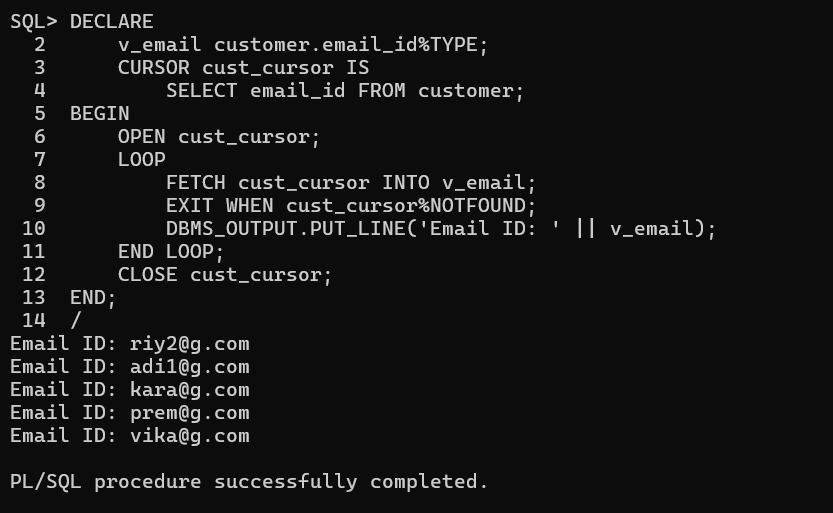 SQL> DECLARE
  2      v_email customer.email_id%TYPE;
  3      CURSOR cust_cursor IS
  4          SELECT email_id FROM customer;
  5  BEGIN
  6      OPEN cust_cursor;
  7      LOOP
  8          FETCH cust_cursor INTO v_email;
  9          EXIT WHEN cust_cursor%NOTFOUND;
 10          DBMS_OUTPUT.PUT_LINE('Email ID: ' || v_email);
 11      END LOOP;
 12      CLOSE cust_cursor;
 13  END;
 14  /
Email ID: riy2@g.com
Email ID: adi1@g.com
Email ID: kara@g.com
Email ID: prem@g.com
Email ID: vika@g.com

PL/SQL procedure successfully completed.